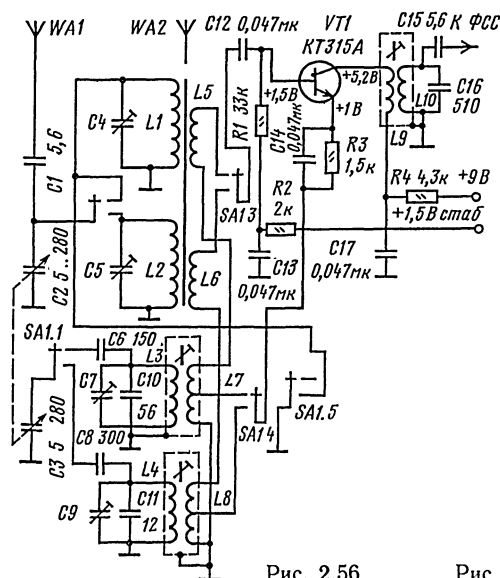 WA1
WA2
C12 0,047мк
VT1
КТ315А
C15 5,6 К ФСС
L5
C4
L1
+1,5В
R1 33к
+5,2В
+1В
C14
0,047мк
R3
1,5к
L10
L9
C16
510
C1
5,6
SA13
R2
2к
R4 4,3к
+9В
+1,5В стаб
C2 5...280
C5
L2
L6
C13
0,047мк
C17
0,047мк
SA1.1
C6 150
L3
C7
C10
56
L7
SA14
SA1.5
C3 5 280
C8 300
L4
C9
C11
12
L8
Рис. 2.56
Рис